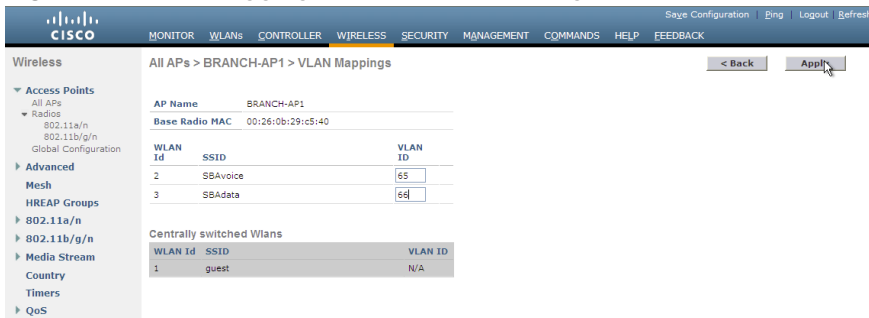 Save Configuration | Ping | Logout | Refresh
CISCO
MONITOR WLANs CONTROLLER WIRELESS SECURITY MANAGEMENT COMMANDS HELP FEEDBACK
Wireless
Access Points
All APs
Radios
802.11a/n
802.11b/g/n
Global Configuration
Advanced
Mesh
HREAP Groups
802.11a/n
802.11b/g/n
Media Stream
Country
Timers
QoS
All APs > BRANCH-AP1 > VLAN Mappings
< Back
Apply
AP Name BRANCH-AP1
Base Radio MAC 00:26:0b:29:c5:40
WLAN Id SSID VLAN ID
2 SBAvoice 65
3 SBAdata 66
Centrally switched Wlans
WLAN Id SSID VLAN ID
1 guest N/A